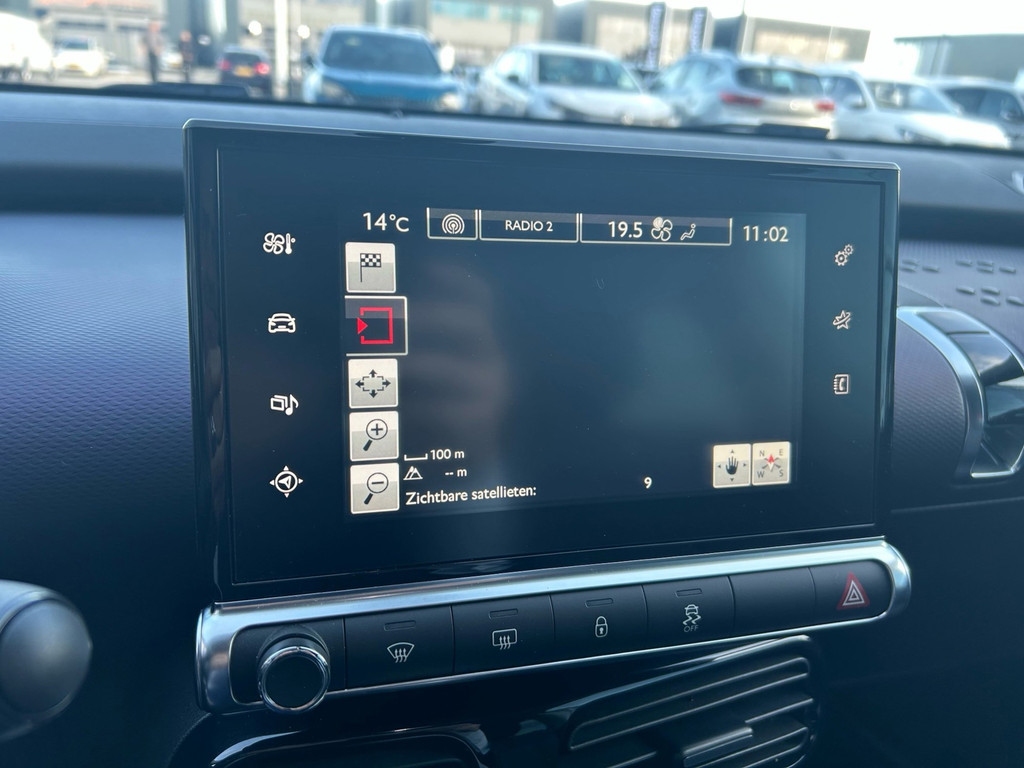 14°C
RADIO 2
19.5
11:02
100 m
-- m
Zichtbare satellieten: 9
N E
W S
OFF